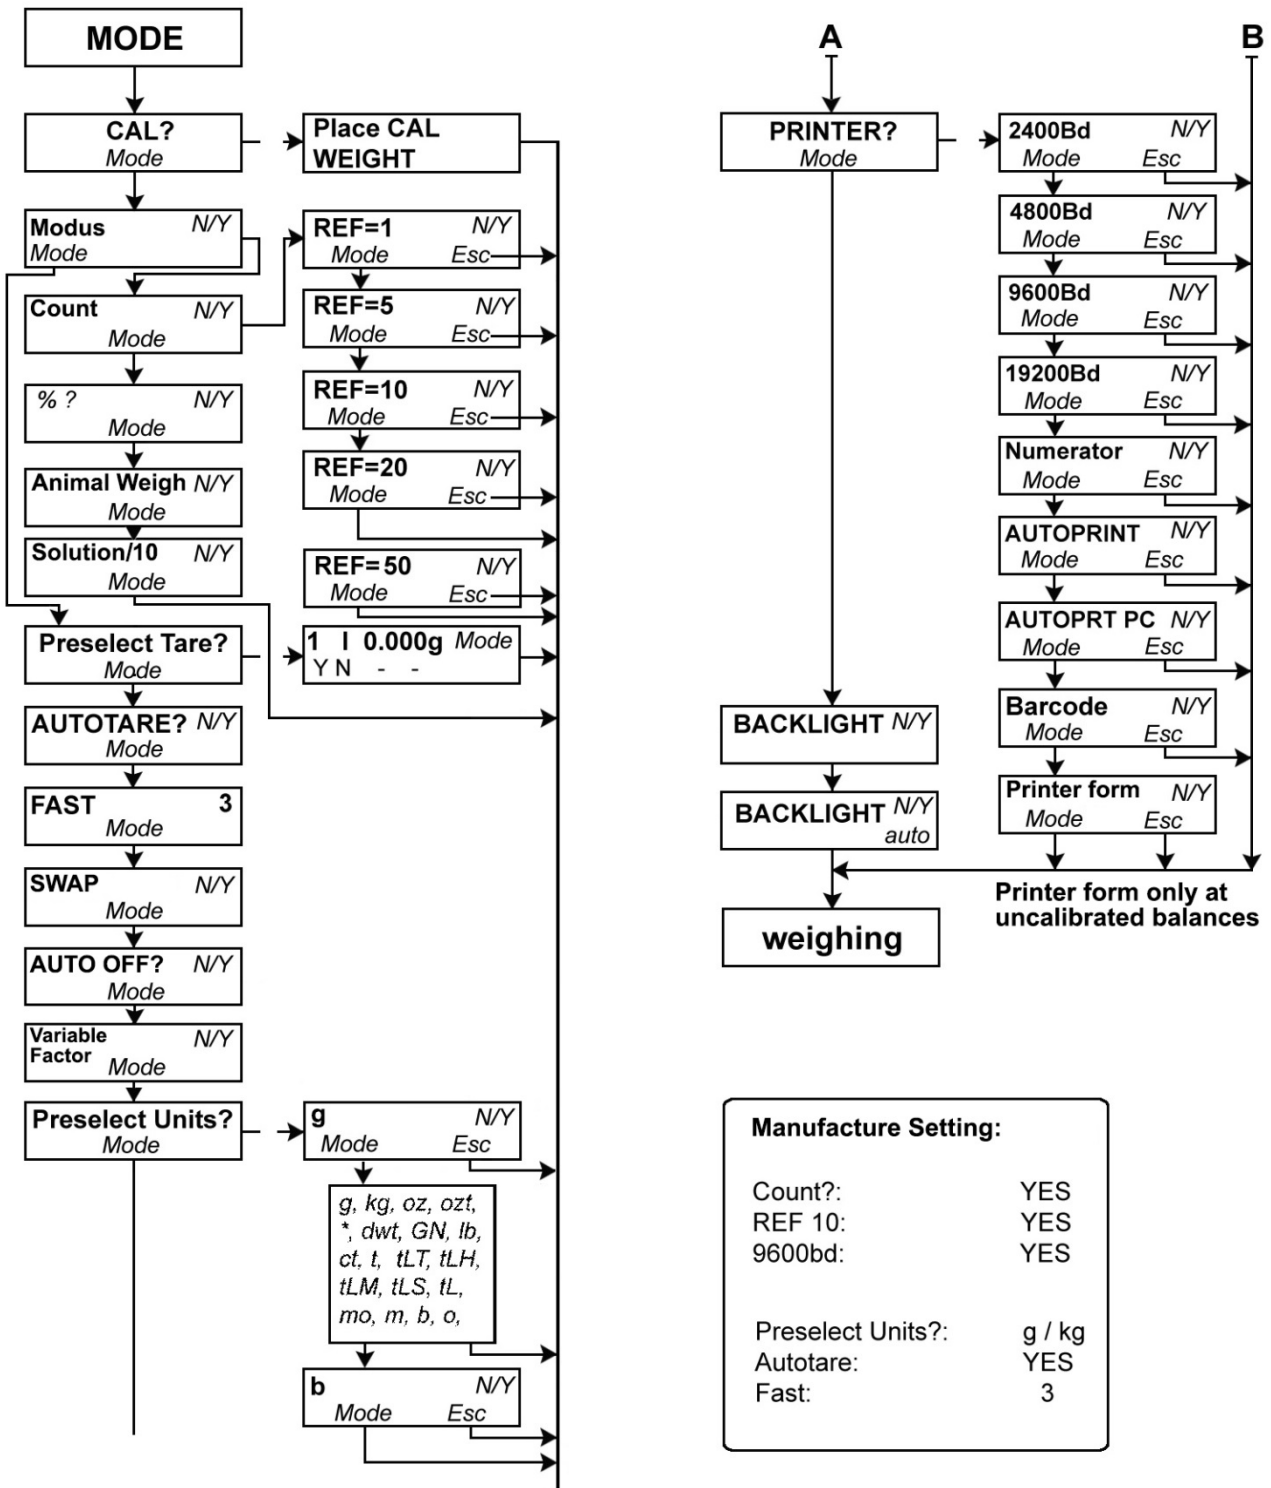 MODE
CAL?
Mode
Place CAL
WEIGHT
Modus N/Y
Mode
REF=1 N/Y
Mode Esc
Count N/Y
Mode
REF=5 N/Y
Mode Esc
% ? N/Y
Mode
REF=10 N/Y
Mode Esc
Animal Weigh N/Y
Mode
REF=20 N/Y
Mode Esc
Solution/10 N/Y
Mode
REF=50 N/Y
Mode Esc
Preselect Tare?
Mode
1 I 0.000g Mode
Y N - -
AUTOTARE? N/Y
Mode
FAST 3
Mode
SWAP N/Y
Mode
AUTO OFF? N/Y
Mode
Variable
Factor N/Y
Mode
Preselect Units?
Mode
g N/Y
Mode Esc
g, kg, oz, ozt,
*, dwt, GN, lb,
ct, t, tLT, tLH,
tLM, tLS, tL,
mo, m, b, o,
b N/Y
Mode Esc
A
B
PRINTER?
Mode
2400Bd N/Y
Mode Esc
4800Bd N/Y
Mode Esc
9600Bd N/Y
Mode Esc
19200Bd N/Y
Mode Esc
Numerator N/Y
Mode Esc
AUTOPRINT N/Y
Mode Esc
AUTOPRT PC N/Y
Mode Esc
Barcode N/Y
Mode Esc
Printer form N/Y
Mode Esc
BACKLIGHT N/Y
BACKLIGHT N/Y
auto
Printer form only at
uncalibrated balances
weighing
Manufacture Setting:
Count?: YES
REF 10: YES
9600bd: YES
Preselect Units?: g / kg
Autotare: YES
Fast: 3